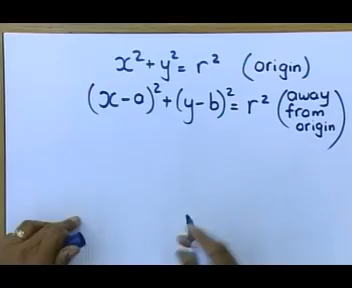 x² + y² = r² (origin)
(x - a)² + (y - b)² = r² (away from origin)